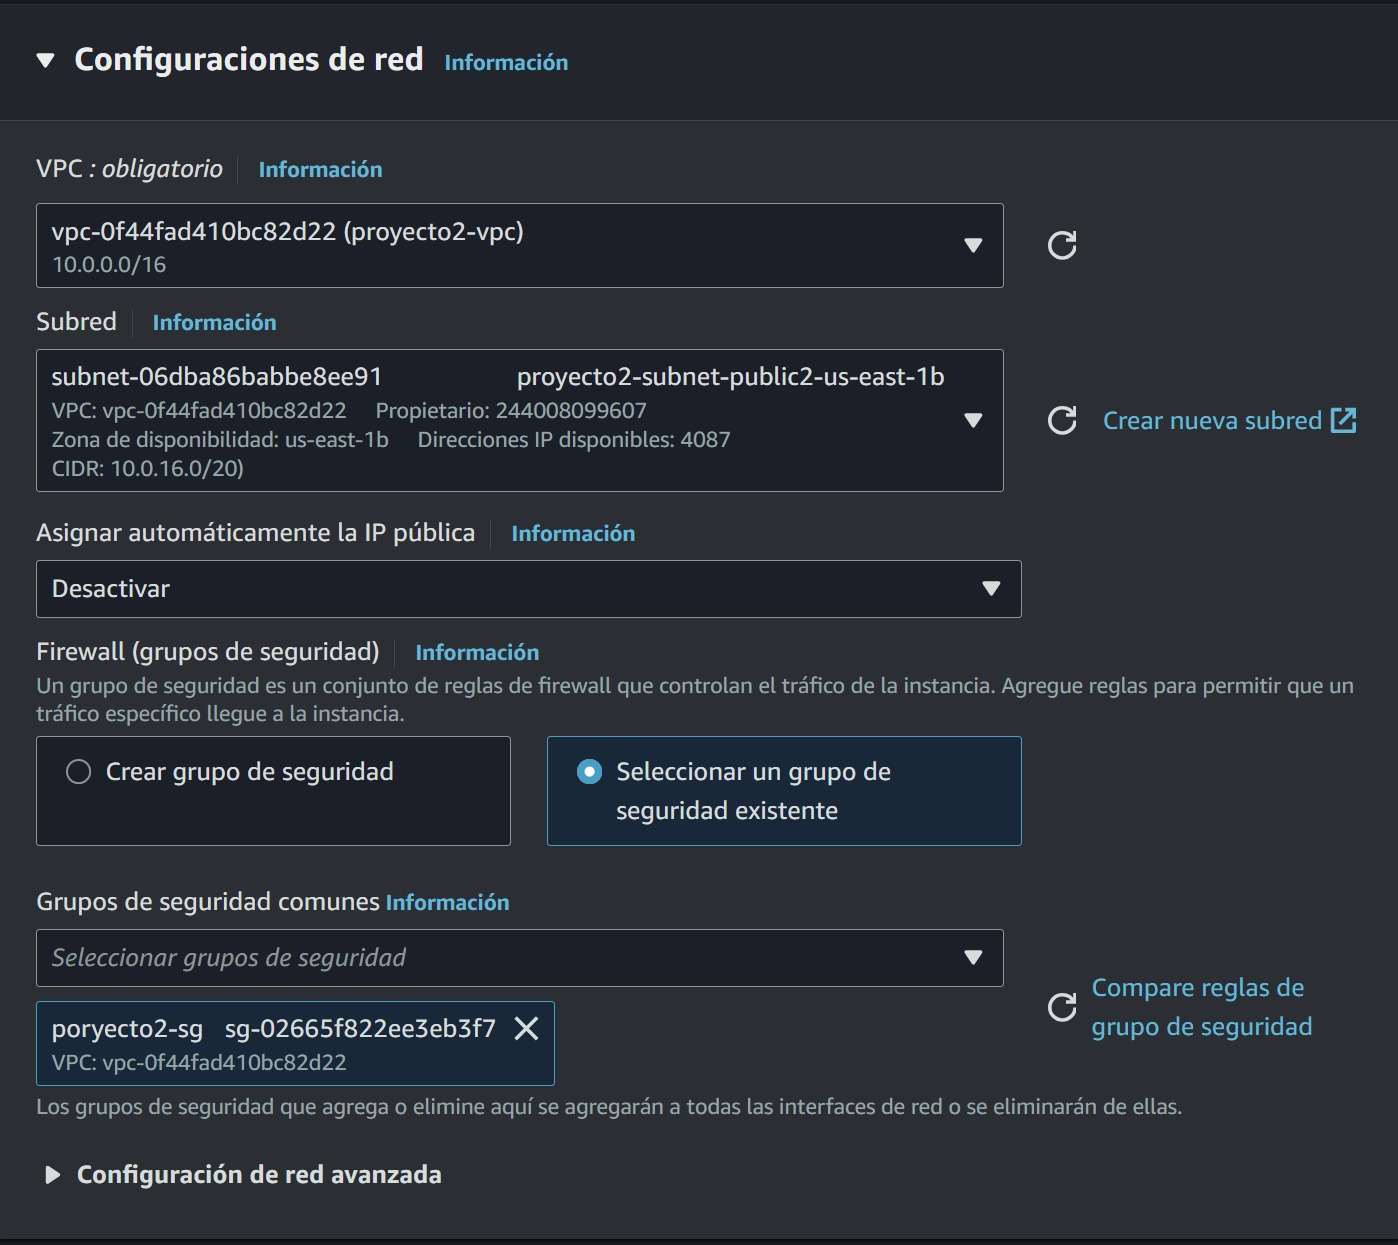 Configuraciones de red Información
VPC : obligatorio Información
vpc-0f44fad410bc82d22 (proyecto2-vpc)
10.0.0.0/16
Subred Información
subnet-06dba86babbe8ee91 proyecto2-subnet-public2-us-east-1b
VPC: vpc-0f44fad410bc82d22 Propietario: 244008099607
Zona de disponibilidad: us-east-1b Direcciones IP disponibles: 4087
CIDR: 10.0.16.0/20)
Crear nueva subred
Asignar automáticamente la IP pública Información
Desactivar
Firewall (grupos de seguridad) Información
Un grupo de seguridad es un conjunto de reglas de firewall que controlan el tráfico de la instancia. Agregue reglas para permitir que un
tráfico específico llegue a la instancia.
Crear grupo de seguridad
Seleccionar un grupo de
seguridad existente
Grupos de seguridad comunes Información
Seleccionar grupos de seguridad
poryecto2-sg sg-02665f822ee3eb3f7
VPC: vpc-0f44fad410bc82d22
Compare reglas de
grupo de seguridad
Los grupos de seguridad que agrega o elimine aquí se agregarán a todas las interfaces de red o se eliminarán de ellas.
Configuración de red avanzada